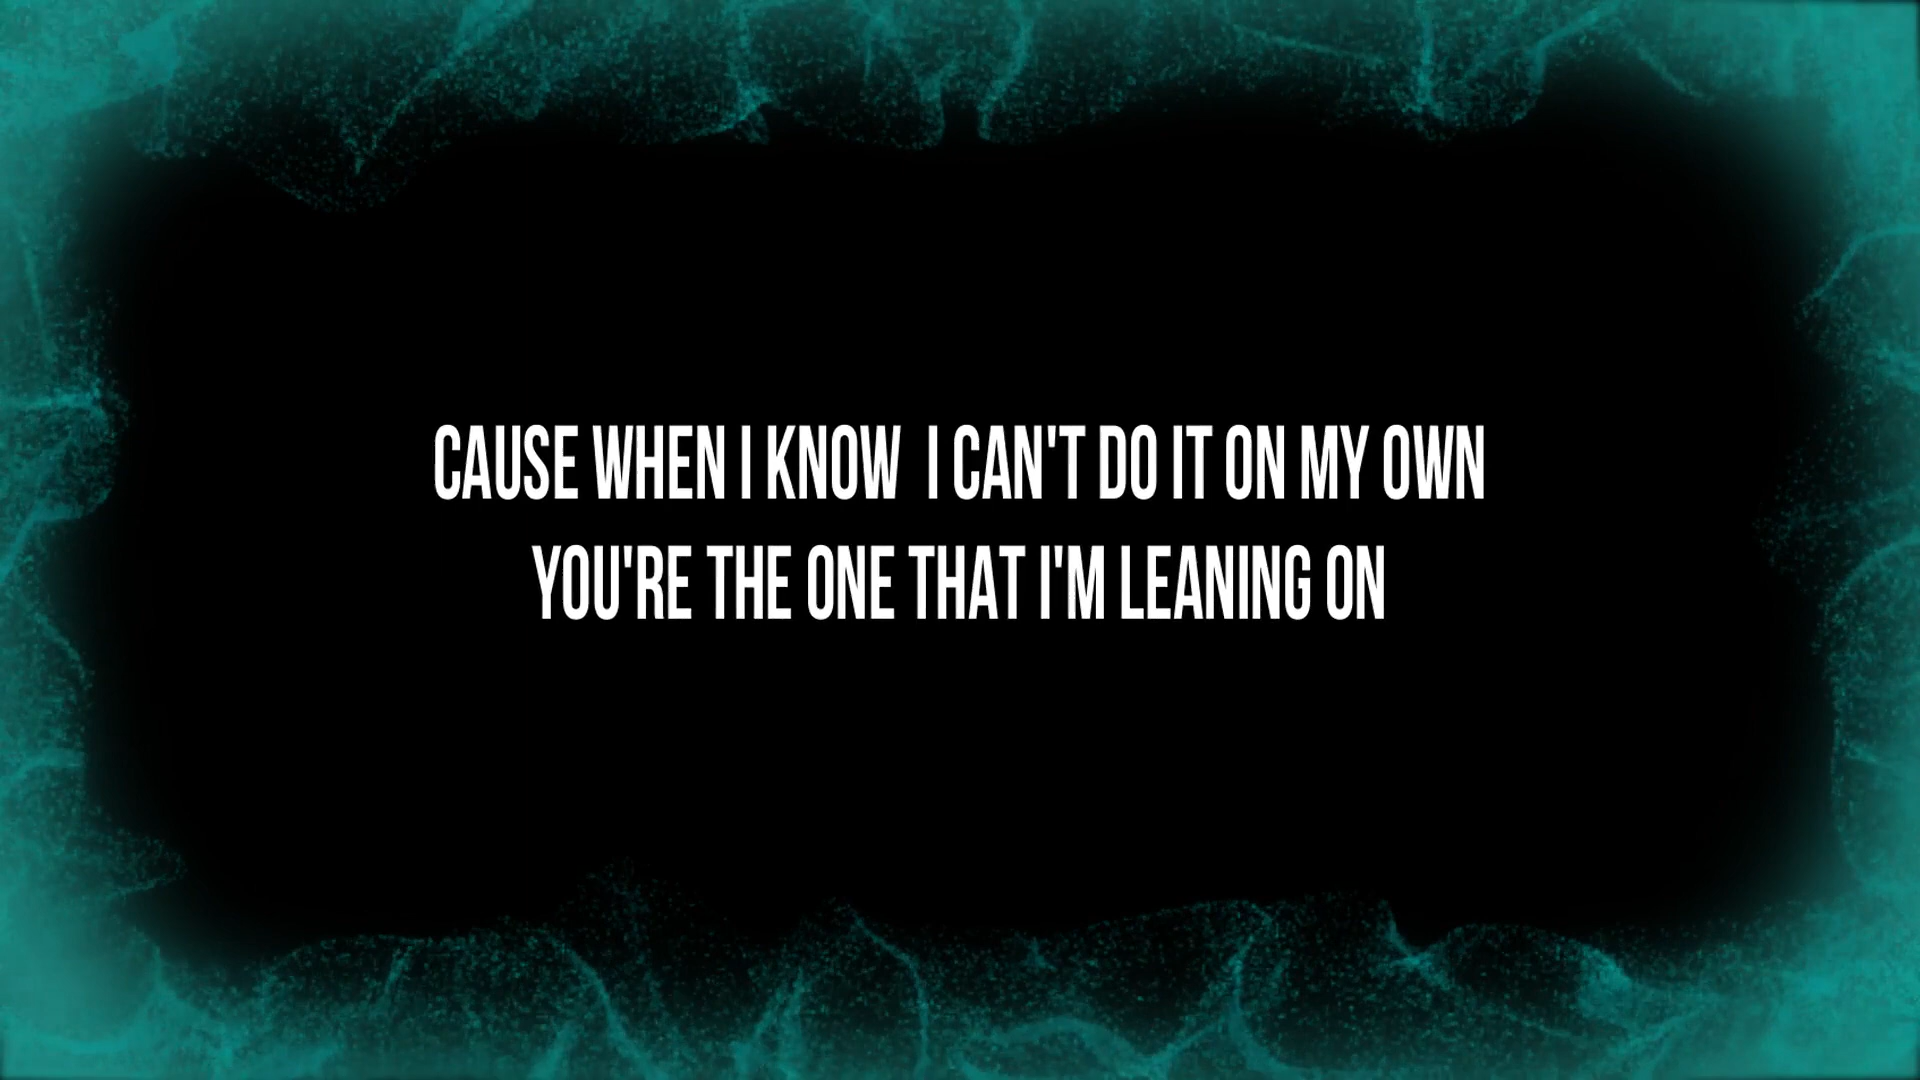 CAUSE WHEN I KNOW  I CAN'T DO IT ON MY OWN
YOU'RE THE ONE THAT I'M LEANING ON